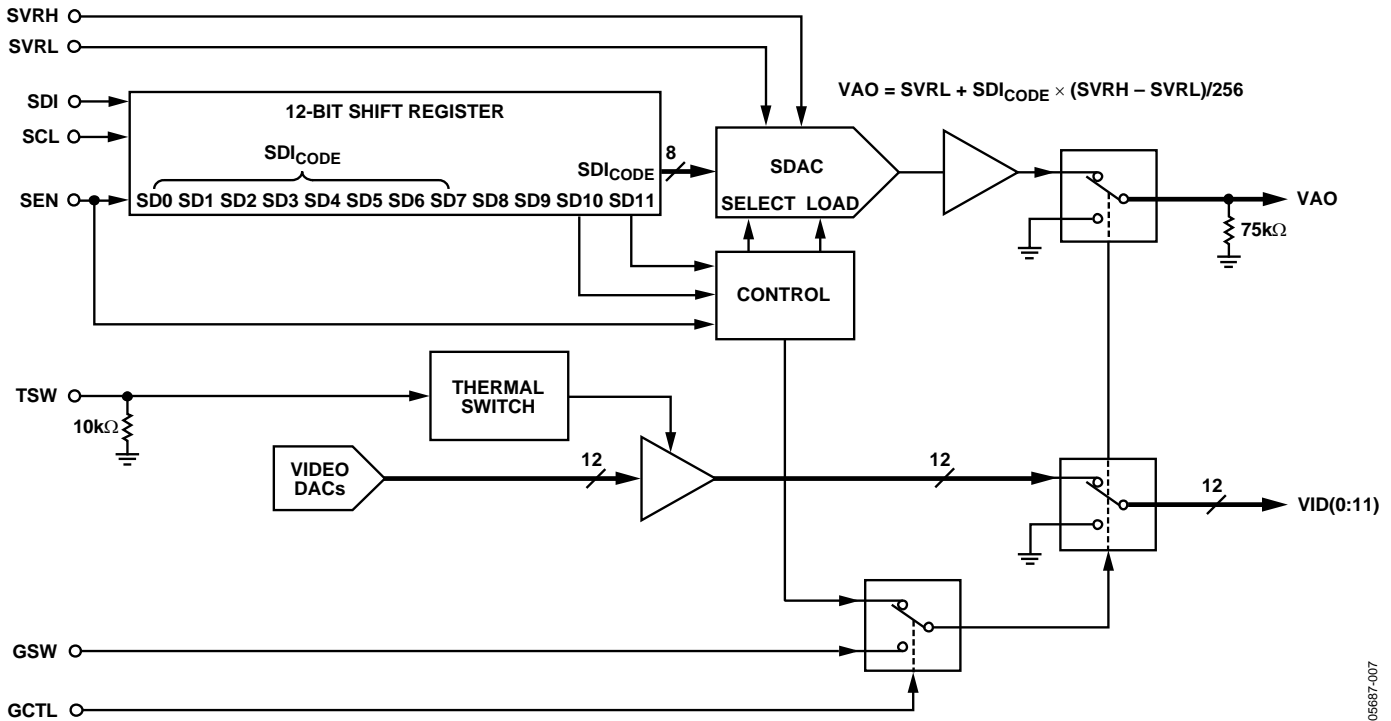 SVRH
SVRL
VAO = SVRL + SDICODE × (SVRH – SVRL)/256
SDI
12-BIT SHIFT REGISTER
SCL
SDICODE
SDICODE
8
SDAC
SEN
SD0 SD1 SD2 SD3 SD4 SD5 SD6 SD7 SD8 SD9 SD10 SD11
SELECT LOAD
VAO
75kΩ
CONTROL
TSW
THERMAL
SWITCH
10kΩ
VIDEO
DACs
12
12
12
VID(0:11)
GSW
GCTL
05687-007